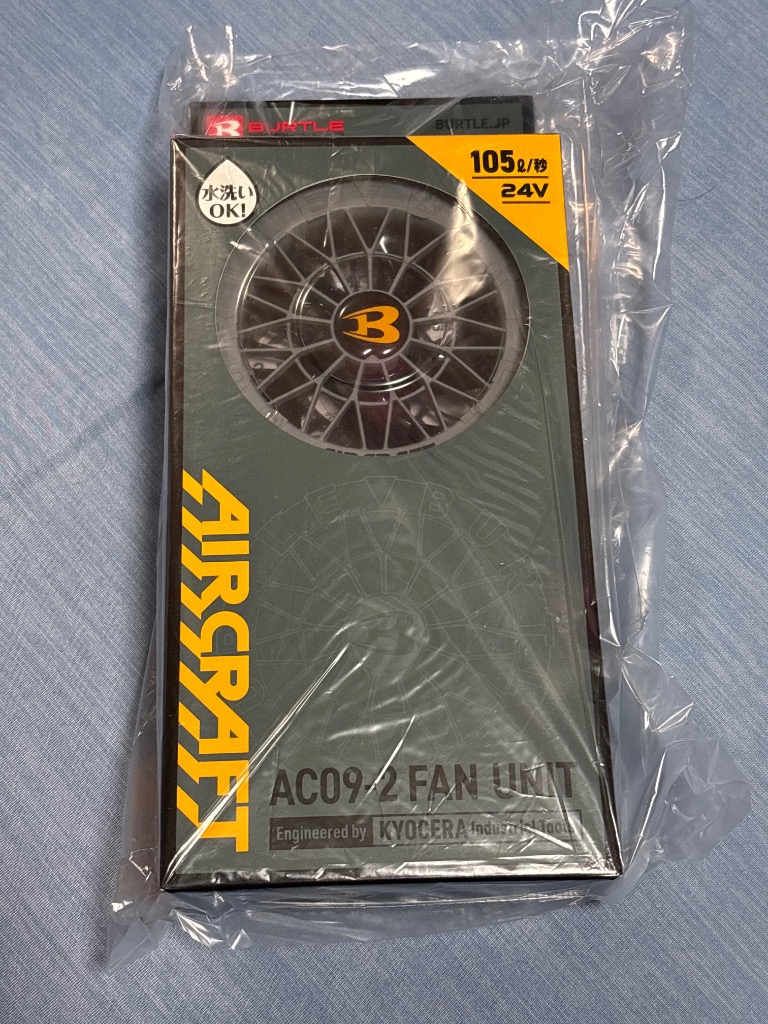 BURTLE
BURTLE.JP
105ℓ/秒
24V
水洗い
OK!
AIRCRAFT
AC09-2 FAN UNIT
Engineered by KYOCERA Industrial Tools